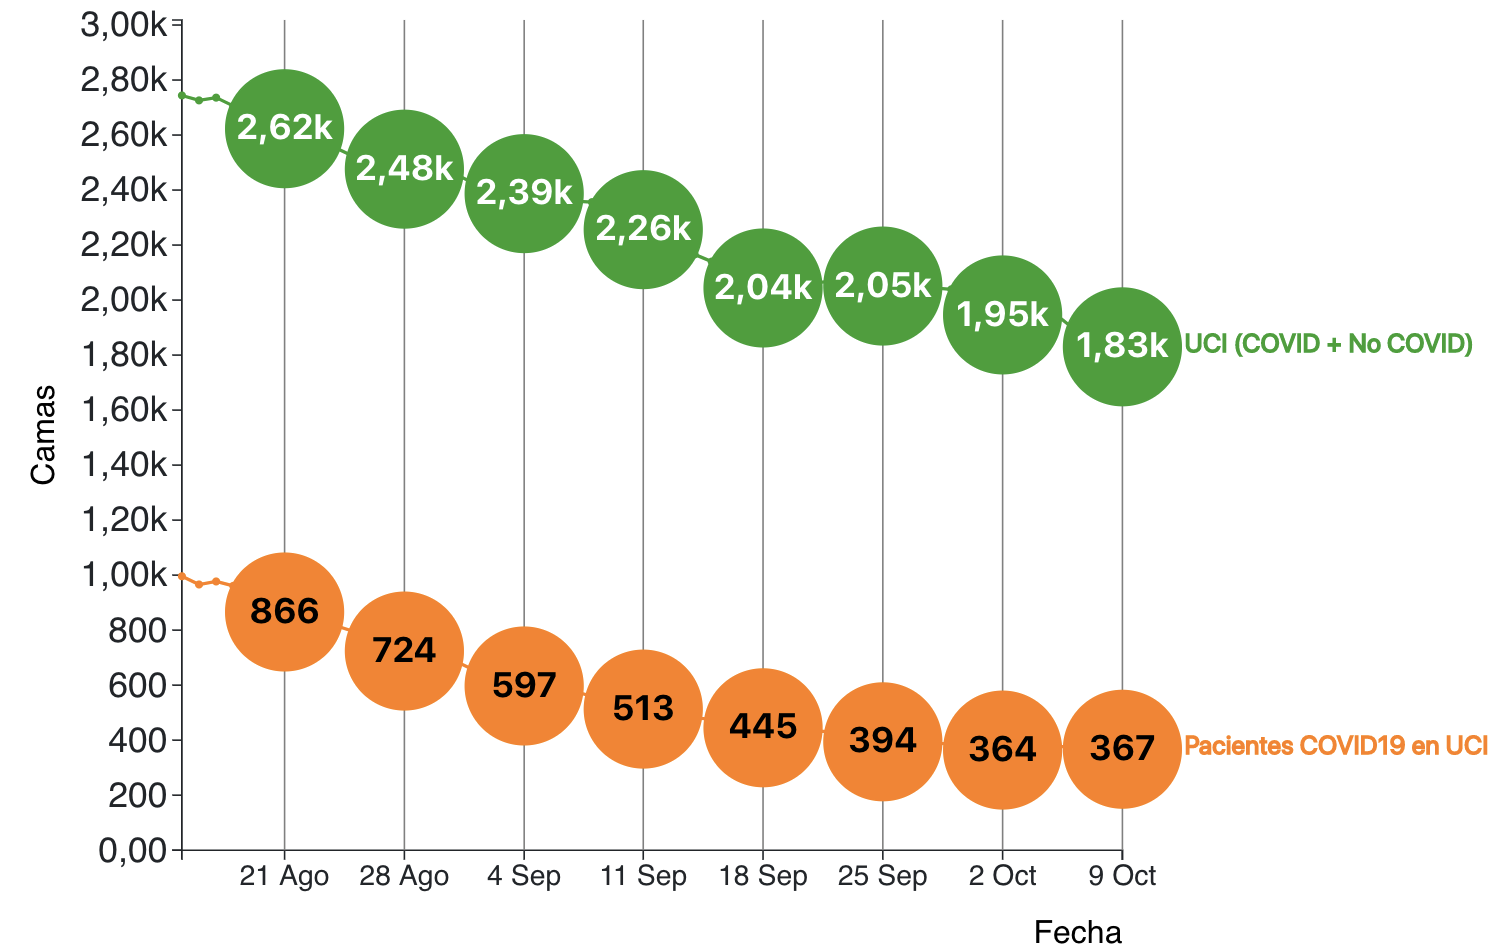 3,00k
2,80k
2,60k
2,40k
2,20k
2,00k
1,80k
1,60k
1,40k
1,20k
1,00k
800
600
400
200
0,00
Camas
2,62k
2,48k
2,39k
2,26k
2,04k
2,05k
1,95k
1,83k
UCI (COVID + No COVID)
866
724
597
513
445
394
364
367
Pacientes COVID19 en UCI
21 Ago
28 Ago
4 Sep
11 Sep
18 Sep
25 Sep
2 Oct
9 Oct
Fecha